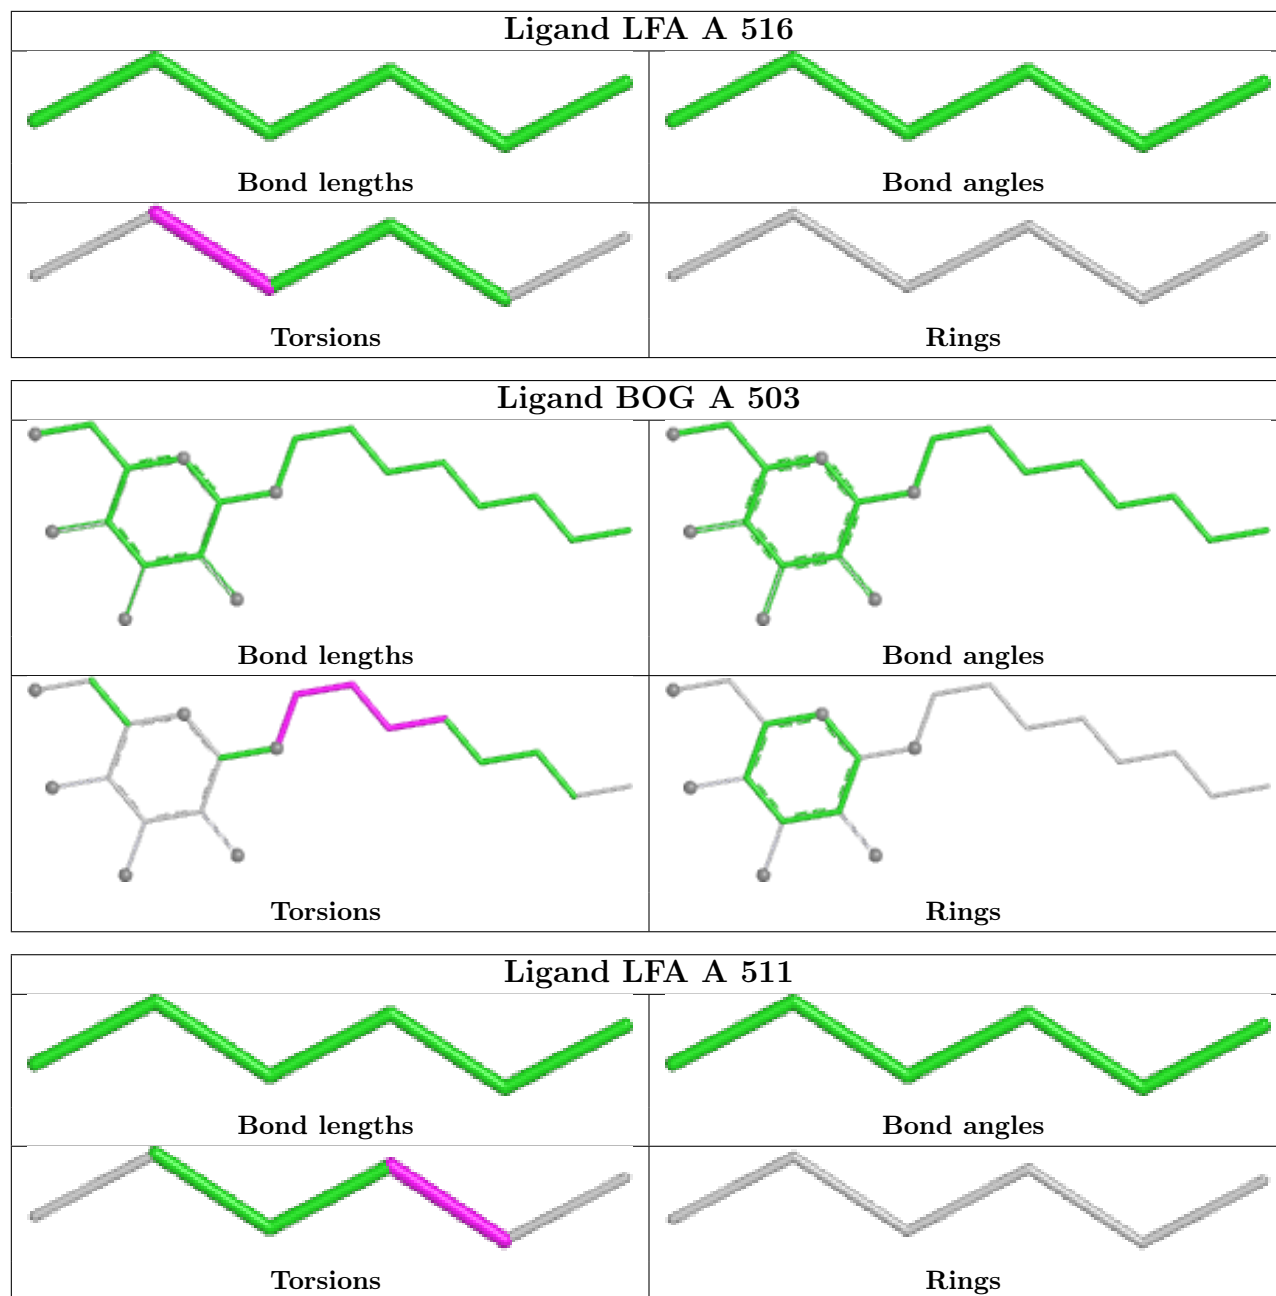 Ligand LFA A 516
Bond lengths
Bond angles
Torsions
Rings
Ligand BOG A 503
Bond lengths
Bond angles
Torsions
Rings
Ligand LFA A 511
Bond lengths
Bond angles
Torsions
Rings